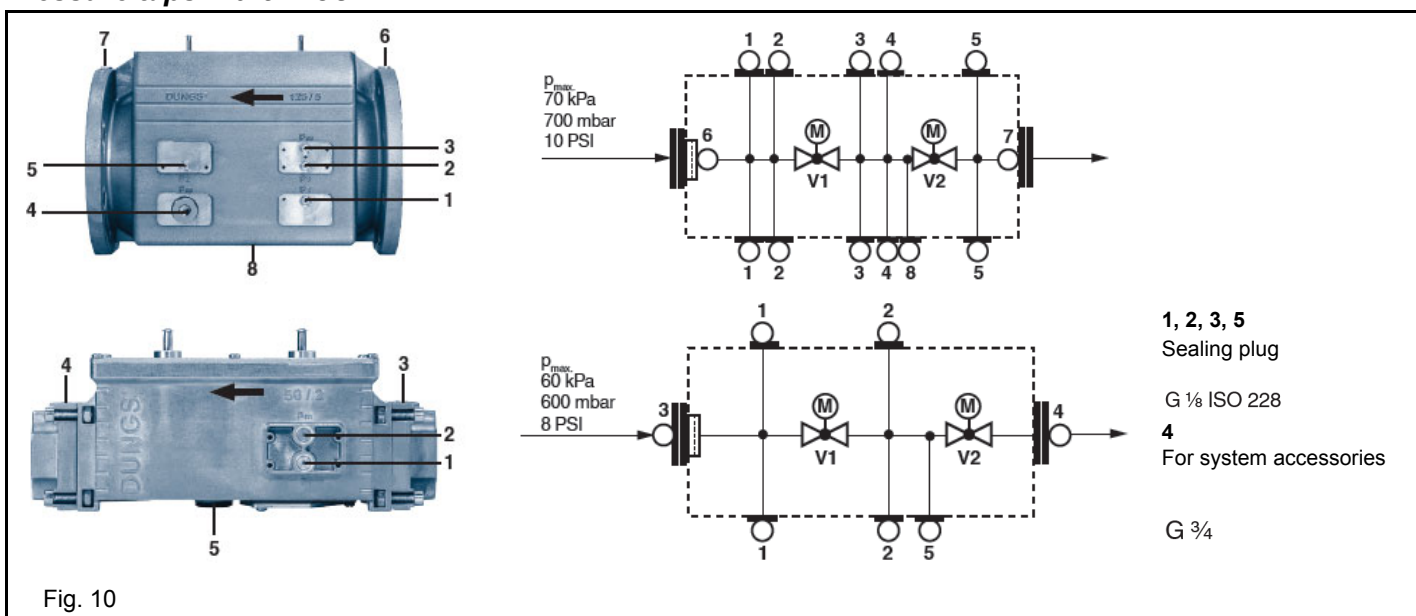 7
6
DUNGS
125/5
3
2
5
1
4
8
1 2 3 4 5
pmax.
70 kPa
700 mbar
10 PSI
6
M
M
7
V1
V2
1 2 3 4 8 5
4
3
50/2
DUNGS
Pm
2
1
5
1 2
pmax.
60 kPa
600 mbar
8 PSI
3
M
M
4
V1
V2
1 2 5
1, 2, 3, 5
Sealing plug
G ⅛ ISO 228
4
For system accessories
G ¾
Fig. 10